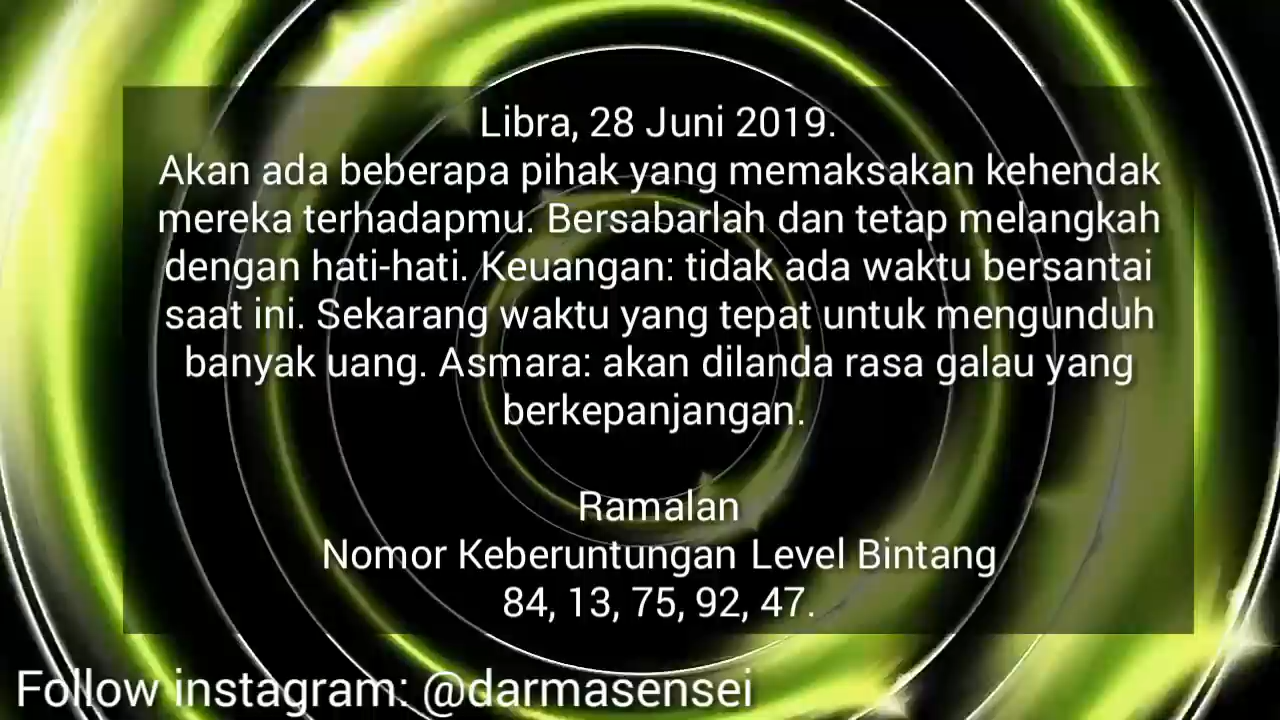 Libra, 28 Juni 2019.
Akan ada beberapa pihak yang memaksakan kehendak
mereka terhadapmu. Bersabarlah dan tetap melangkah
dengan hati-hati. Keuangan: tidak ada waktu bersantai
saat ini. Sekarang waktu yang tepat untuk mengunduh
banyak uang. Asmara: akan dilanda rasa galau yang
berkepanjangan.
Ramalan
Nomor Keberuntungan Level Bintang
84, 13, 75, 92, 47.
Follow instagram: @darmasensei